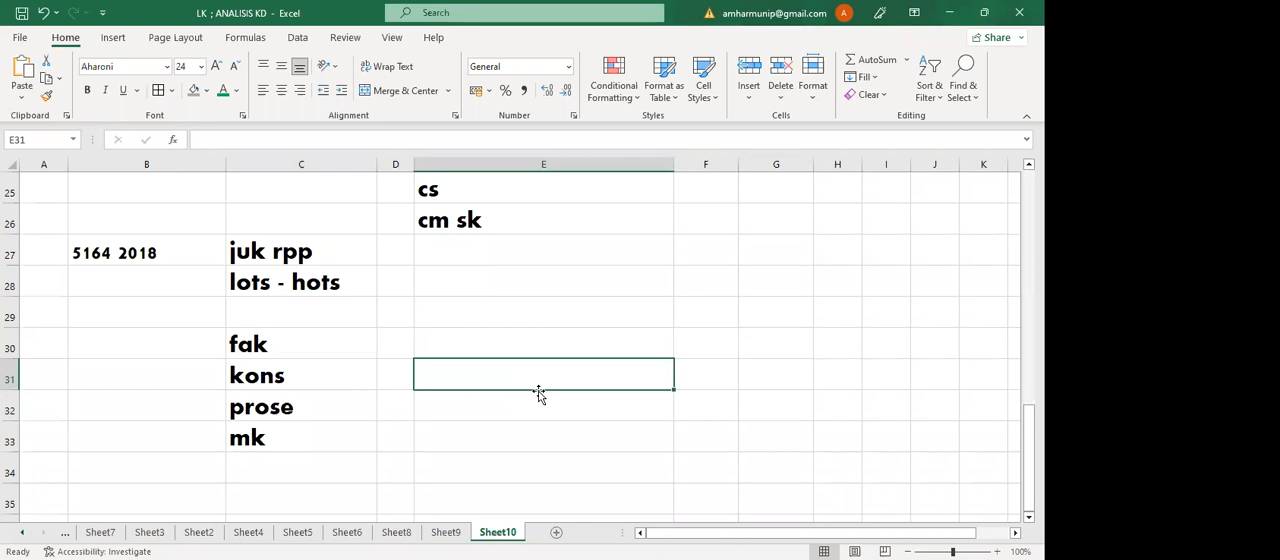 LK ; ANALISIS KD - Excel
Search
amharmunip@gmail.com
A
File Home Insert Page Layout Formulas Data Review View Help
Share
Paste
Clipboard
Aharoni 24
B I U
Font
Wrap Text
Merge & Center
Alignment
General
Number
Conditional Formatting
Format as Table
Cell Styles
Styles
Insert Delete Format
Cells
AutoSum
Fill
Clear
Sort & Filter
Find & Select
Editing
E31
fx
A B C D E F G H I J K
25 cs
26 cm sk
27 5164 2018 juk rpp
28 lots - hots
29
30 fak
31 kons
32 prose
33 mk
34
35
... Sheet7 Sheet3 Sheet2 Sheet4 Sheet5 Sheet6 Sheet8 Sheet9 Sheet10
Ready Accessibility: Investigate 100%